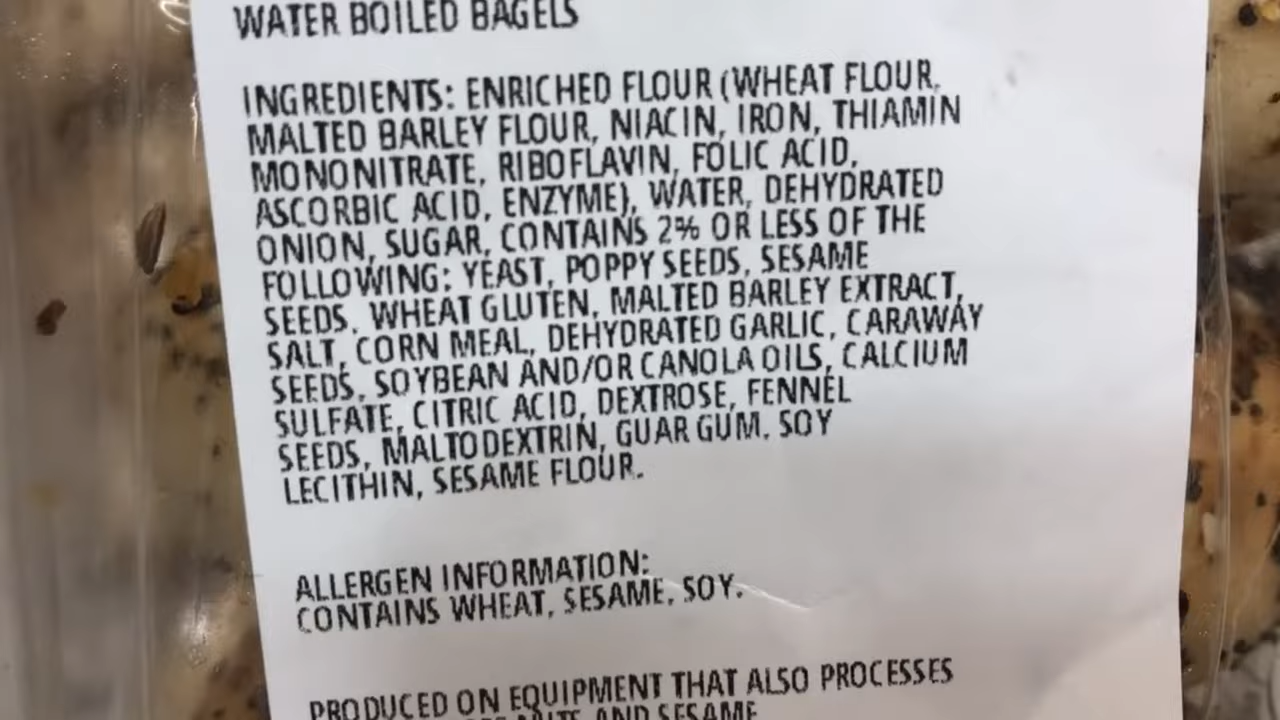 WATER BOILED BAGELS
INGREDIENTS: ENRICHED FLOUR (WHEAT FLOUR,
MALTED BARLEY FLOUR, NIACIN, IRON, THIAMIN
MONONITRATE, RIBOFLAVIN, FOLIC ACID,
ASCORBIC ACID, ENZYME), WATER, DEHYDRATED
ONION, SUGAR, CONTAINS 2% OR LESS OF THE
FOLLOWING: YEAST, POPPY SEEDS, SESAME
SEEDS, WHEAT GLUTEN, MALTED BARLEY EXTRACT,
SALT, CORN MEAL, DEHYDRATED GARLIC, CARAWAY
SEEDS, SOYBEAN AND/OR CANOLA OILS, CALCIUM
SULFATE, CITRIC ACID, DEXTROSE, FENNEL
SEEDS, MALTODEXTRIN, GUAR GUM, SOY
LECITHIN, SESAME FLOUR.
ALLERGEN INFORMATION:
CONTAINS WHEAT, SESAME, SOY.
PRODUCED ON EQUIPMENT THAT ALSO PROCESSES
AND SESAME